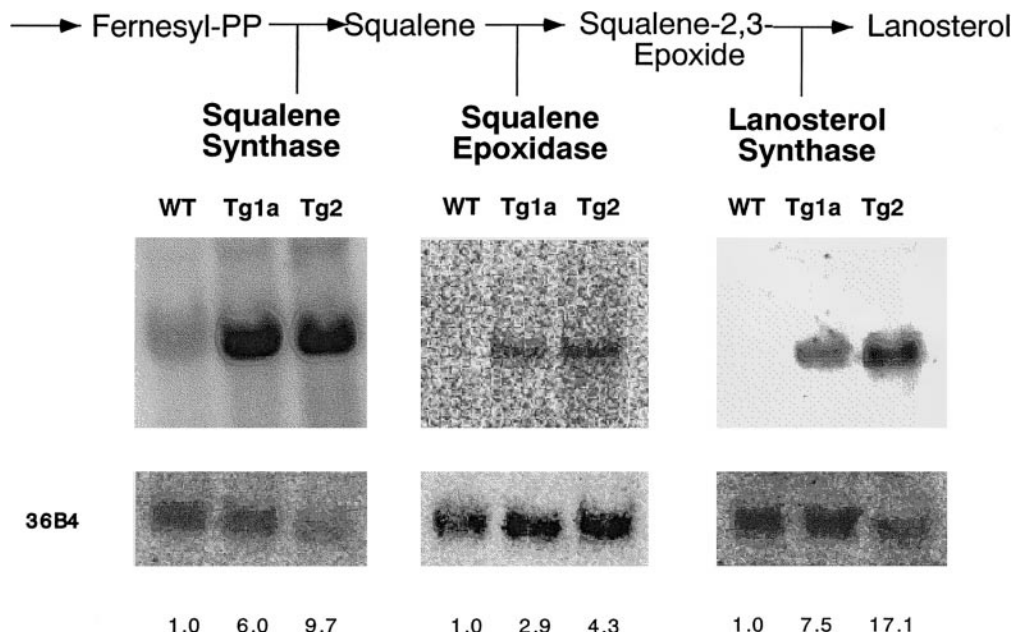 Fernesyl-PP Squalene Squalene-2,3- Lanosterol
Epoxide
Squalene Squalene Lanosterol
Synthase Epoxidase Synthase
WT Tg1a Tg2 WT Tg1a Tg2 WT Tg1a Tg2
36B4
1.0 6.0 9.7 1.0 2.9 4.3 1.0 7.5 17.1